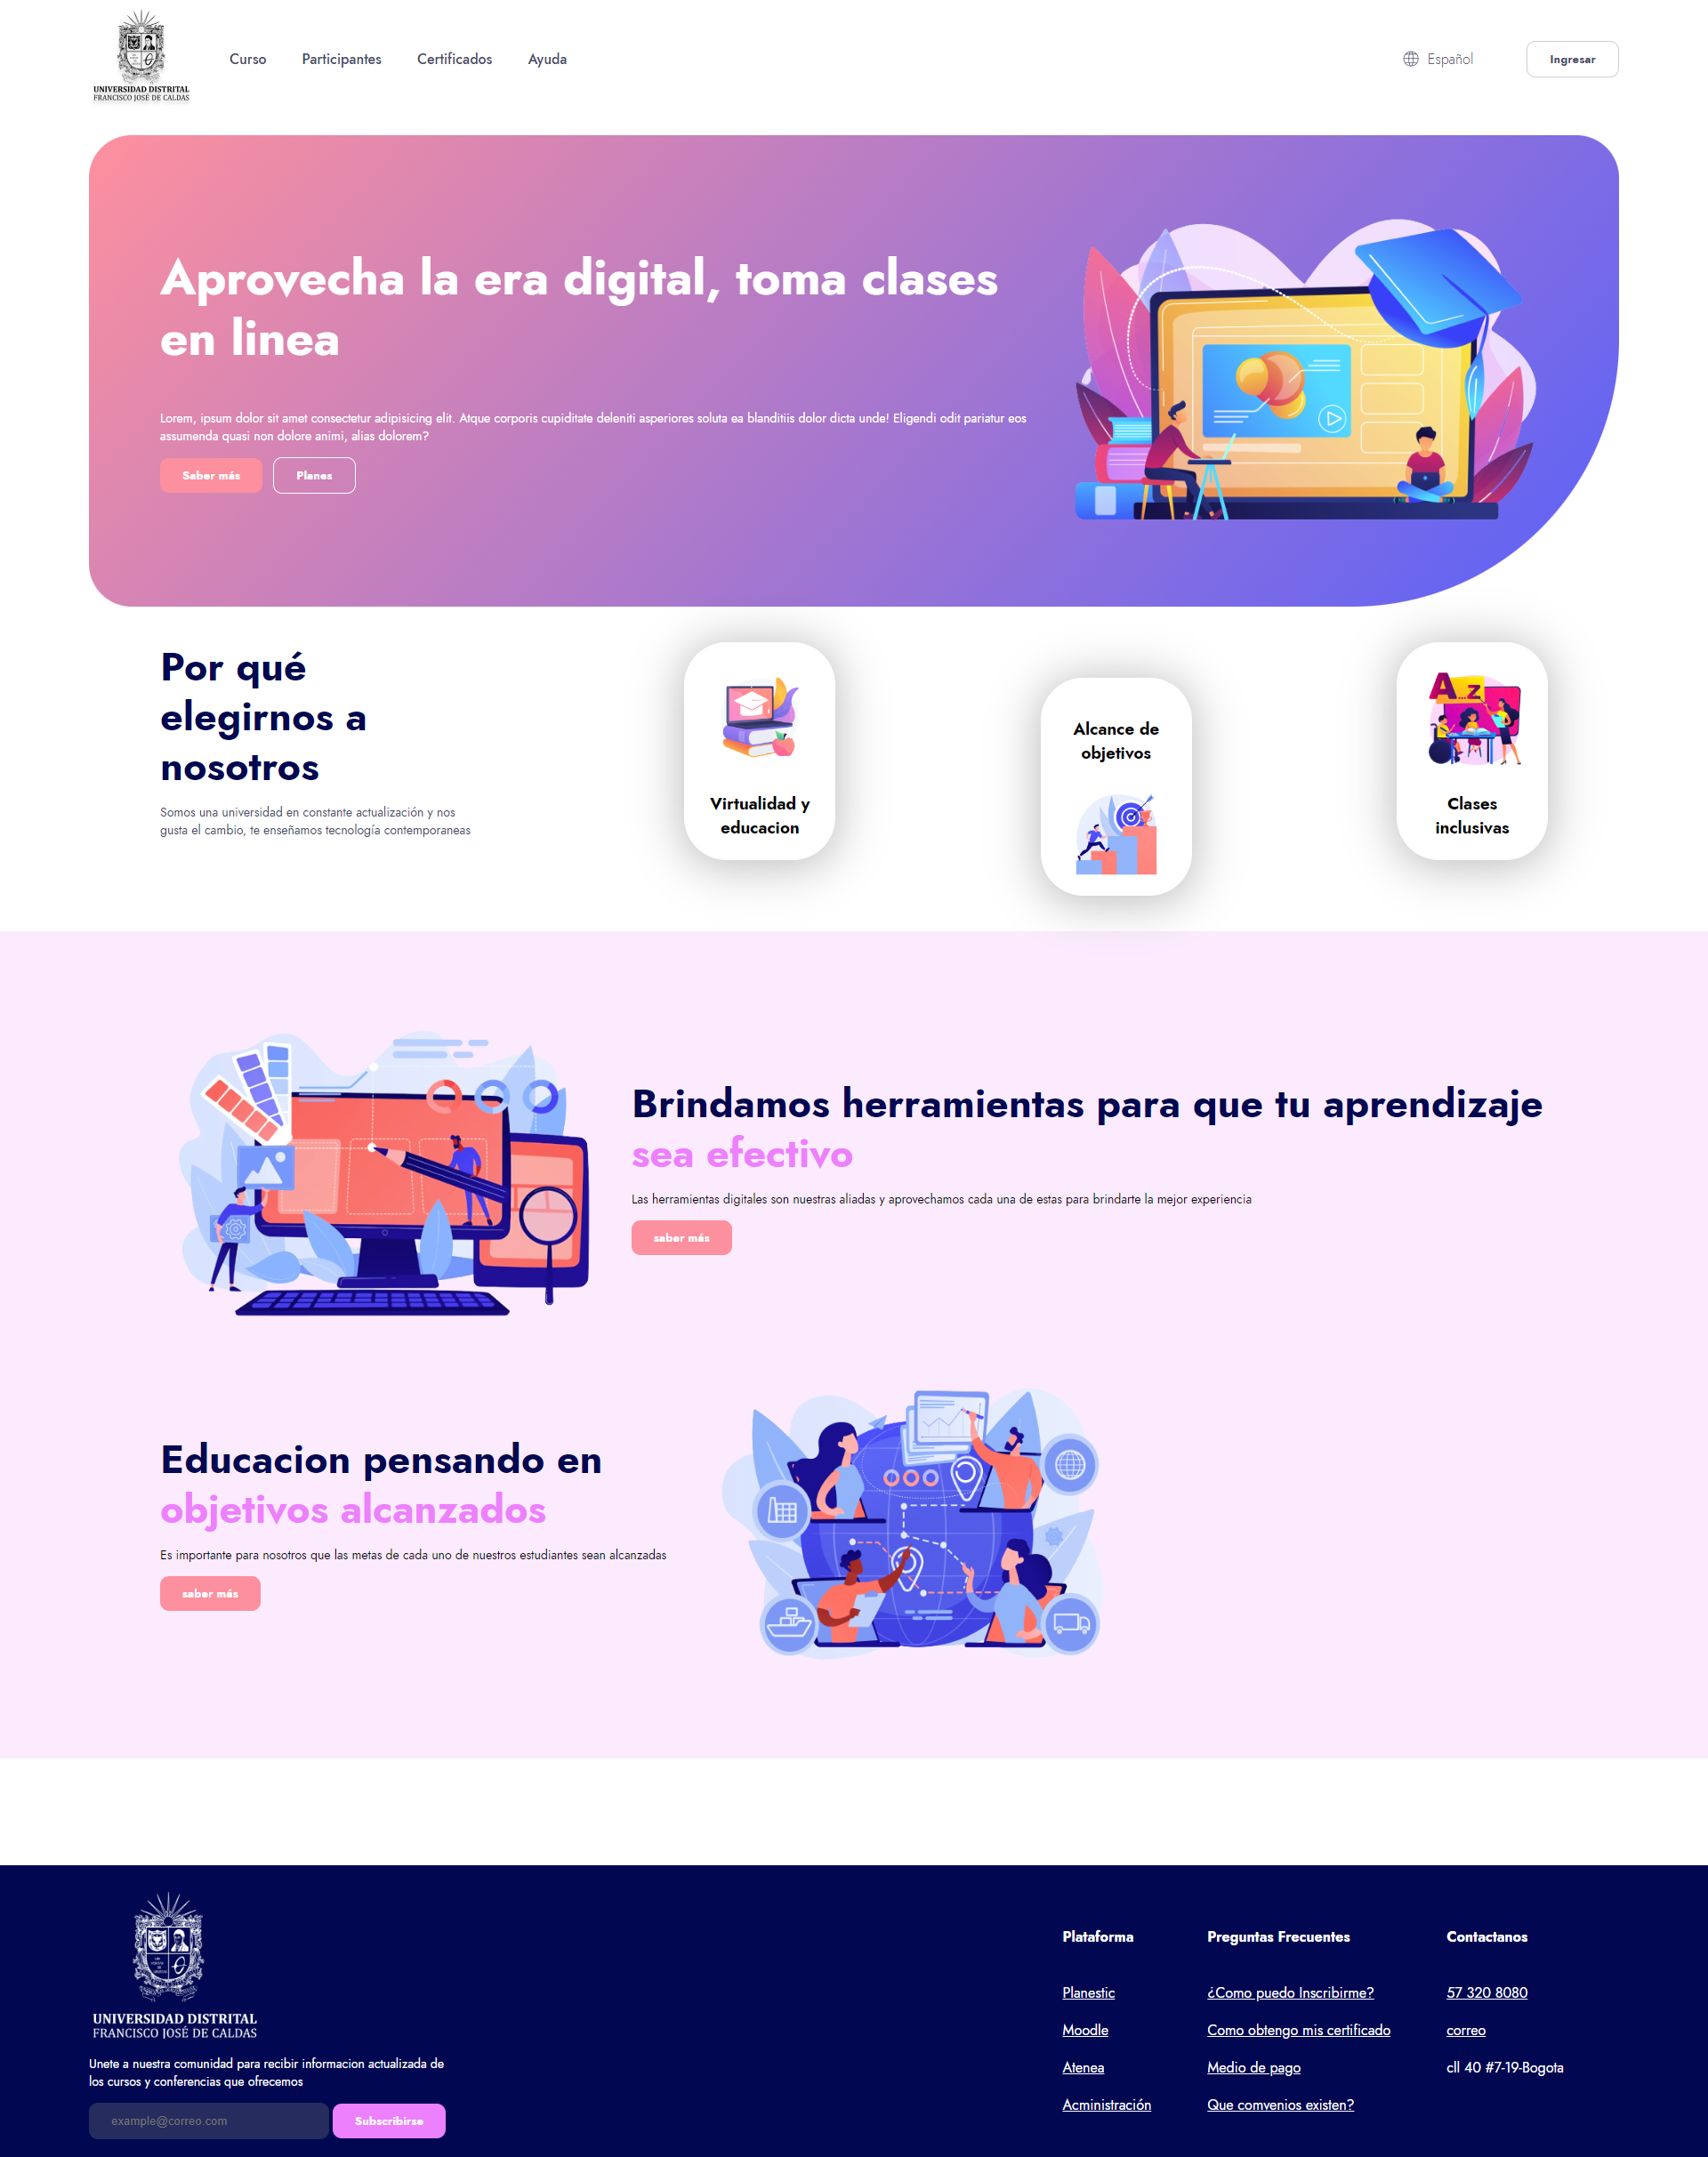 UNIVERSIDAD DISTRITAL
FRANCISCO JOSÉ DE CALDAS
Curso
Participantes
Certificados
Ayuda
Español
Ingresar
Aprovecha la era digital, toma clases
en linea
Lorem, ipsum dolor sit amet consectetur adipisicing elit. Atque corporis cupiditate deleniti asperiores soluta ea blanditiis dolor dicta unde! Eligendi odit pariatur eos
assumenda quasi non dolore animi, alias dolorem?
Saber más
Planes
Por qué
elegirnos a
nosotros
Somos una universidad en constante actualización y nos
gusta el cambio, te enseñamos tecnología contemporaneas
Virtualidad y
educacion
Alcance de
objetivos
A...z
Clases
inclusivas
Brindamos herramientas para que tu aprendizaje
sea efectivo
Las herramientas digitales son nuestras aliadas y aprovechamos cada una de estas para brindarte la mejor experiencia
saber más
Educacion pensando en
objetivos alcanzados
Es importante para nosotros que las metas de cada uno de nuestros estudiantes sean alcanzadas
saber más
UNIVERSIDAD DISTRITAL
FRANCISCO JOSÉ DE CALDAS
Unete a nuestra comunidad para recibir informacion actualizada de
los cursos y conferencias que ofrecemos
example@correo.com
Subscribirse
Plataforma
Planestic
Moodle
Atenea
Acministración
Preguntas Frecuentes
¿Como puedo Inscribirme?
Como obtengo mis certificado
Medio de pago
Que comvenios existen?
Contactanos
57 320 8080
correo
cll 40 #7-19-Bogota